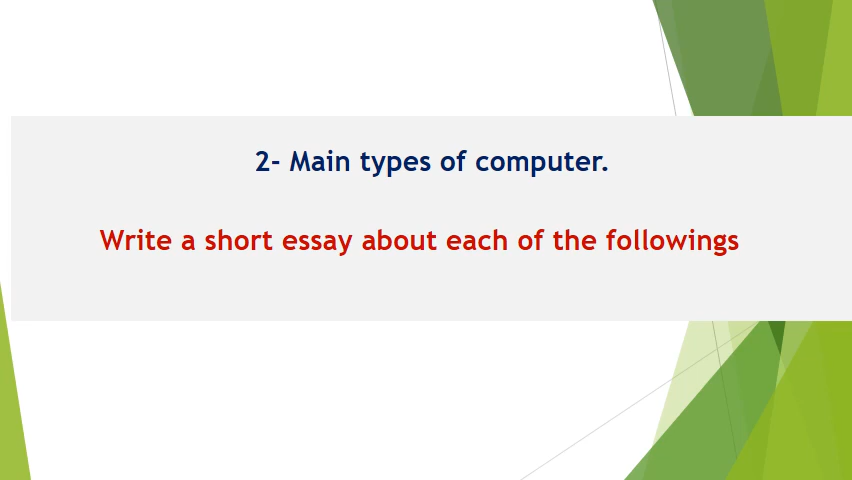 2- Main types of computer.
Write a short essay about each of the followings